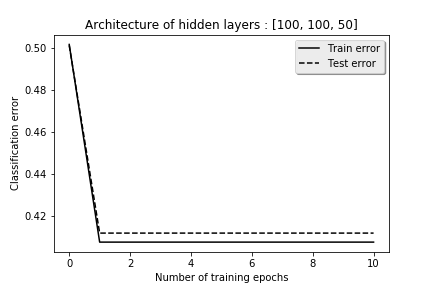 Architecture of hidden layers : [100, 100, 50]
Train error
Test error
0.50
0.48
0.46
0.44
0.42
Classification error
0 2 4 6 8 10
Number of training epochs